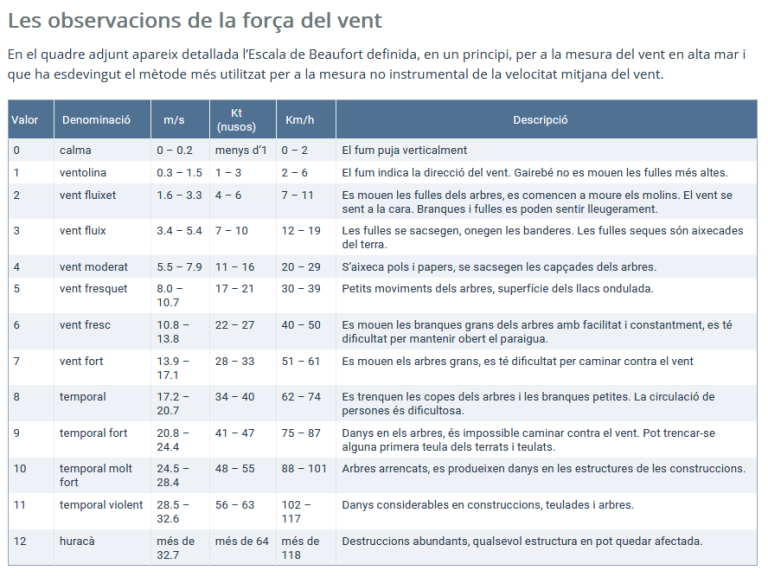 Les observacions de la força del vent
En el quadre adjunt apareix detallada l’Escala de Beaufort definida, en un principi, per a la mesura del vent en alta mar i
que ha esdevingut el mètode més utilitzat per a la mesura no instrumental de la velocitat mitjana del vent.
Valor Denominació m/s Kt (nusos) Km/h Descripció
0 calma 0 – 0.2 menys d’1 0 – 2 El fum puja verticalment
1 ventolina 0.3 – 1.5 1 – 3 2 – 6 El fum indica la direcció del vent. Gairebé no es mouen les fulles més altes.
2 vent fluixet 1.6 – 3.3 4 – 6 7 – 11 Es mouen les fulles dels arbres, es comencen a moure els molins. El vent se
sent a la cara. Branques i fulles es poden sentir lleugerament.
3 vent fluix 3.4 – 5.4 7 – 10 12 – 19 Les fulles se sacsegen, onegen les banderes. Les fulles seques són aixecades
del terra.
4 vent moderat 5.5 – 7.9 11 – 16 20 – 29 S’aixeca pols i papers, se sacsegen les capçades dels arbres.
5 vent fresquet 8.0 – 17 – 21 30 – 39 Petits moviments dels arbres, superfície dels llacs ondulada.
10.7
6 vent fresc 10.8 – 22 – 27 40 – 50 Es mouen les branques grans dels arbres amb facilitat i constantment, es té
13.8 dificultat per mantenir obert el paraigua.
7 vent fort 13.9 – 28 – 33 51 – 61 Es mouen els arbres grans, es té dificultat per caminar contra el vent
17.1
8 temporal 17.2 – 34 – 40 62 – 74 Es trenquen les copes dels arbres i les branques petites. La circulació de
20.7 persones és dificultosa.
9 temporal fort 20.8 – 41 – 47 75 – 87 Danys en els arbres, és impossible caminar contra el vent. Pot trencar-se
24.4 alguna primera teula dels terrats i teulats.
10 temporal molt 24.5 – 48 – 55 88 – 101 Arbres arrencats, es produeixen danys en les estructures de les construccions.
fort 28.4
11 temporal violent 28.5 – 56 – 63 102 – Danys considerables en construccions, teulades i arbres.
32.6 117
12 huracà més de més de 64 més de Destruccions abundants, qualsevol estructura en pot quedar afectada.
32.7 118